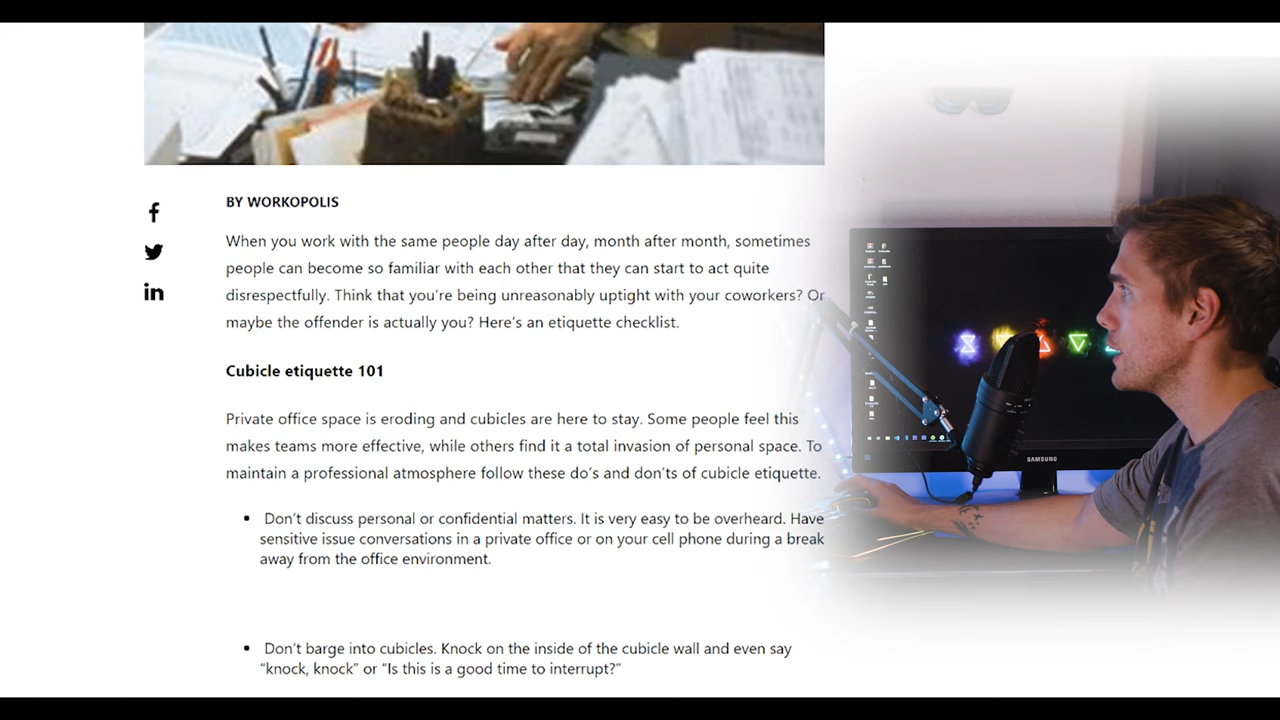 BY WORKOPOLIS
When you work with the same people day after day, month after month, sometimes
people can become so familiar with each other that they can start to act quite
disrespectfully. Think that you’re being unreasonably uptight with your coworkers? Or
maybe the offender is actually you? Here’s an etiquette checklist.
Cubicle etiquette 101
Private office space is eroding and cubicles are here to stay. Some people feel this
makes teams more effective, while others find it a total invasion of personal space. To
maintain a professional atmosphere follow these do’s and don’ts of cubicle etiquette.
Don’t discuss personal or confidential matters. It is very easy to be overheard. Have
sensitive issue conversations in a private office or on your cell phone during a break
away from the office environment.
Don’t barge into cubicles. Knock on the inside of the cubicle wall and even say
“knock, knock” or “Is this is a good time to interrupt?”
SAMSUNG